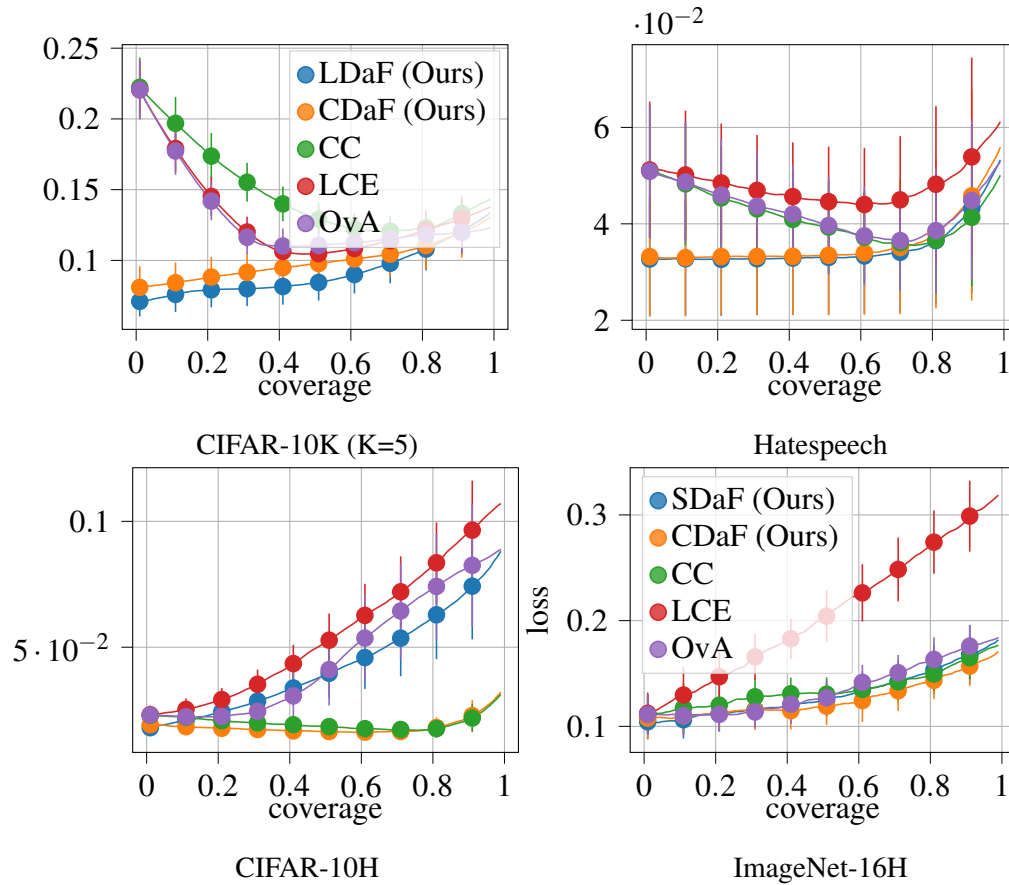 0.25
0.2
0.15
0.1
LDaF (Ours)
CDaF (Ours)
CC
LCE
OvA
0 0.2 0.4 0.6 0.8 1
coverage
CIFAR-10K (K=5)
·10−2
6
4
2
0 0.2 0.4 0.6 0.8 1
coverage
Hatespeech
0.1
5 · 10−2
0 0.2 0.4 0.6 0.8 1
coverage
CIFAR-10H
loss
0.3
0.2
0.1
SDaF (Ours)
CDaF (Ours)
CC
LCE
OvA
0 0.2 0.4 0.6 0.8 1
coverage
ImageNet-16H